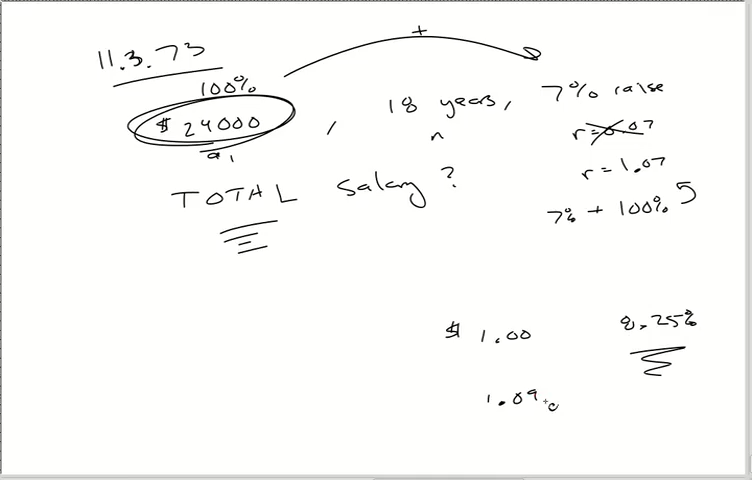 11.3.73
+
100%
$ 24000, 18 years, 7% raise
a1
n
r=0.07
r=1.07
TOTAL Salary?
7% + 100%
$ 1.00 8.25%
1.09